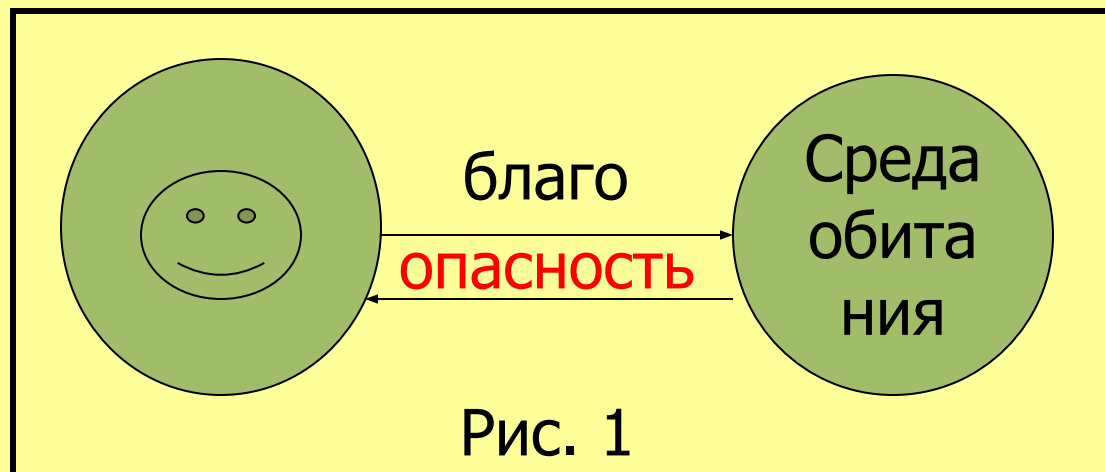 благо
опасность
Среда
обита
ния
Рис. 1